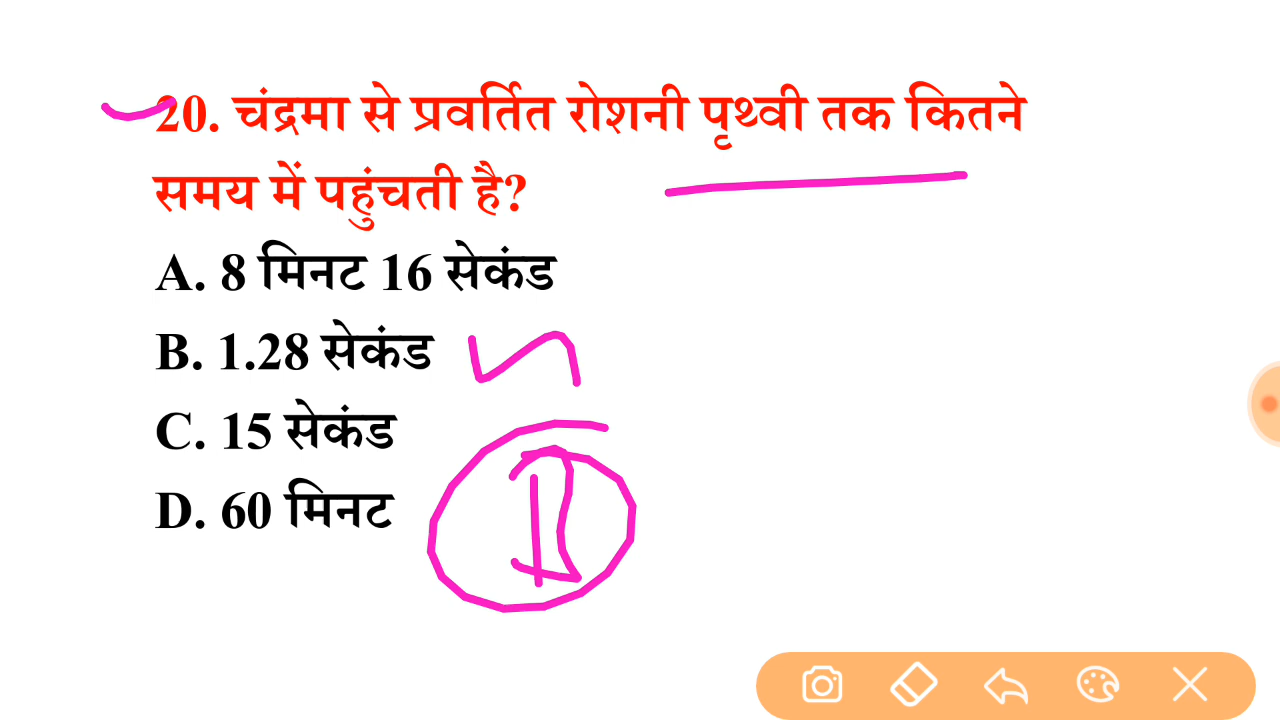 20. चंद्रमा से प्रवर्तित रोशनी पृथ्वी तक कितने
समय में पहुंचती है?
A. 8 मिनट 16 सेकंड
B. 1.28 सेकंड
C. 15 सेकंड
D. 60 मिनट